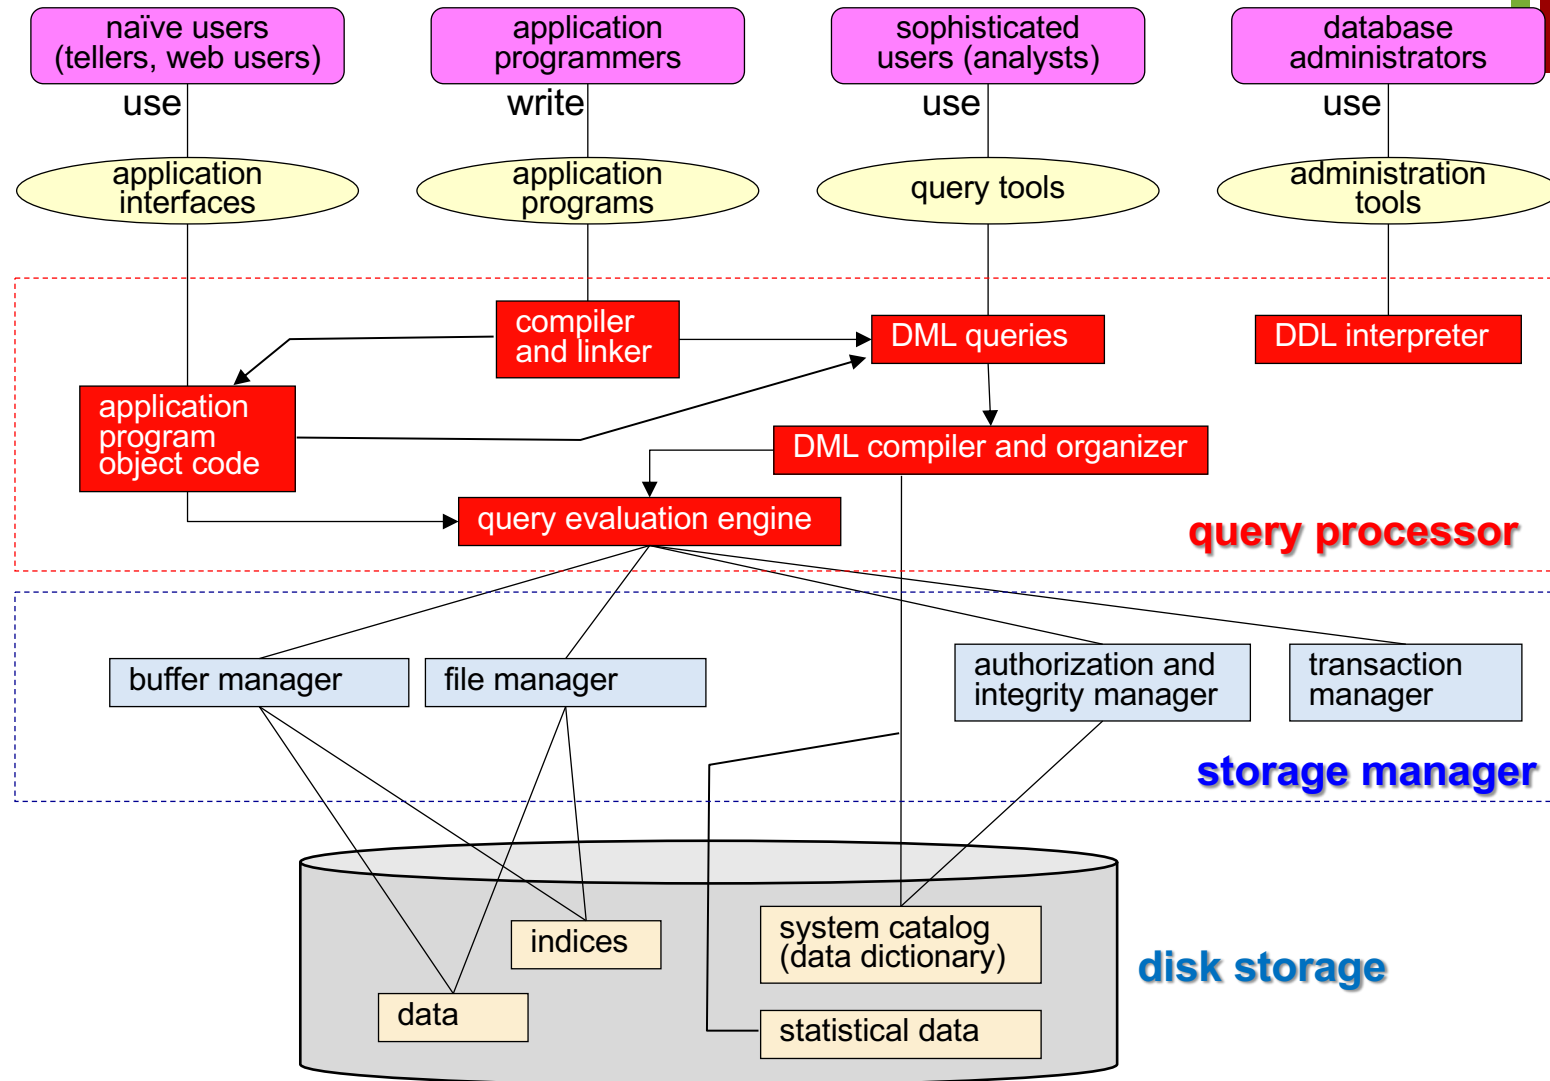 naïve users
(tellers, web users)
application
programmers
sophisticated
users (analysts)
database
administrators
use
write
use
use
application
interfaces
application
programs
query tools
administration
tools
compiler
and linker
DML queries
DDL interpreter
application
program
object code
DML compiler and organizer
query evaluation engine
query processor
buffer manager
file manager
authorization and
integrity manager
transaction
manager
storage manager
indices
system catalog
(data dictionary)
disk storage
data
statistical data